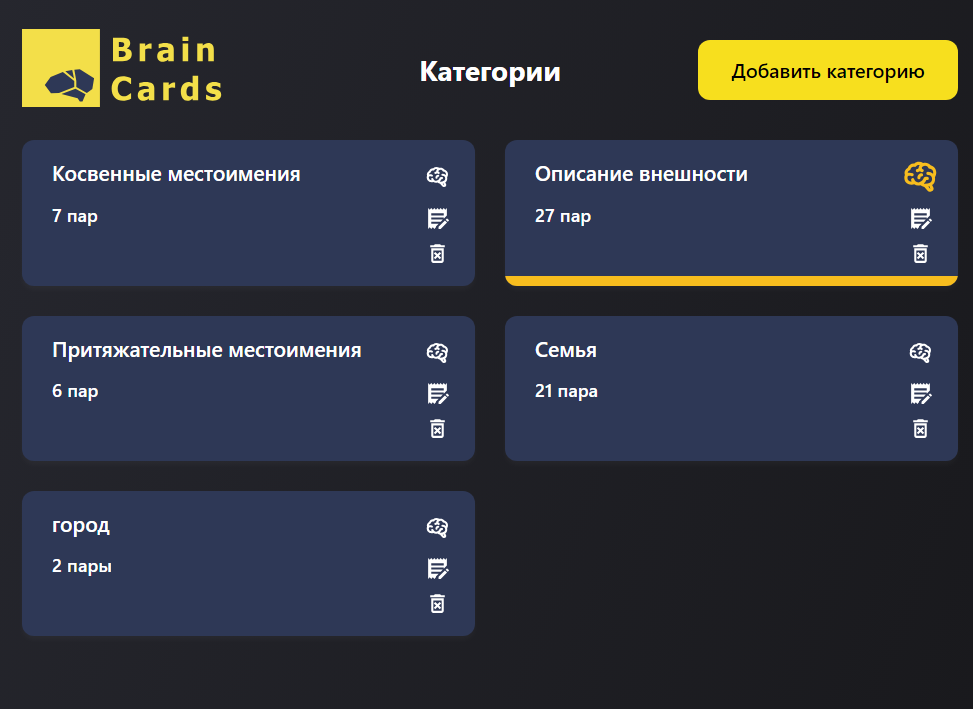 Brain
Cards
Категории
Добавить категорию
Косвенные местоимения
7 пар
Описание внешности
27 пар
Притяжательные местоимения
6 пар
Семья
21 пара
город
2 пары